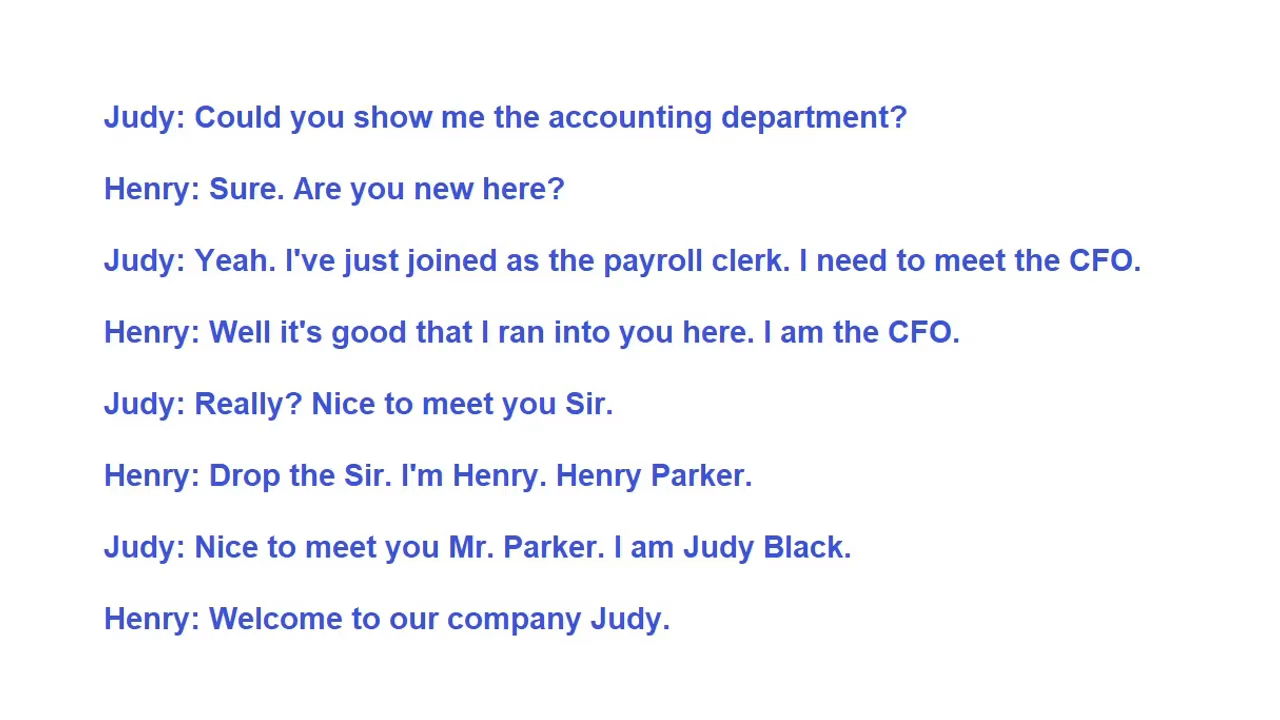 Judy: Could you show me the accounting department?
Henry: Sure. Are you new here?
Judy: Yeah. I've just joined as the payroll clerk. I need to meet the CFO.
Henry: Well it's good that I ran into you here. I am the CFO.
Judy: Really? Nice to meet you Sir.
Henry: Drop the Sir. I'm Henry. Henry Parker.
Judy: Nice to meet you Mr. Parker. I am Judy Black.
Henry: Welcome to our company Judy.